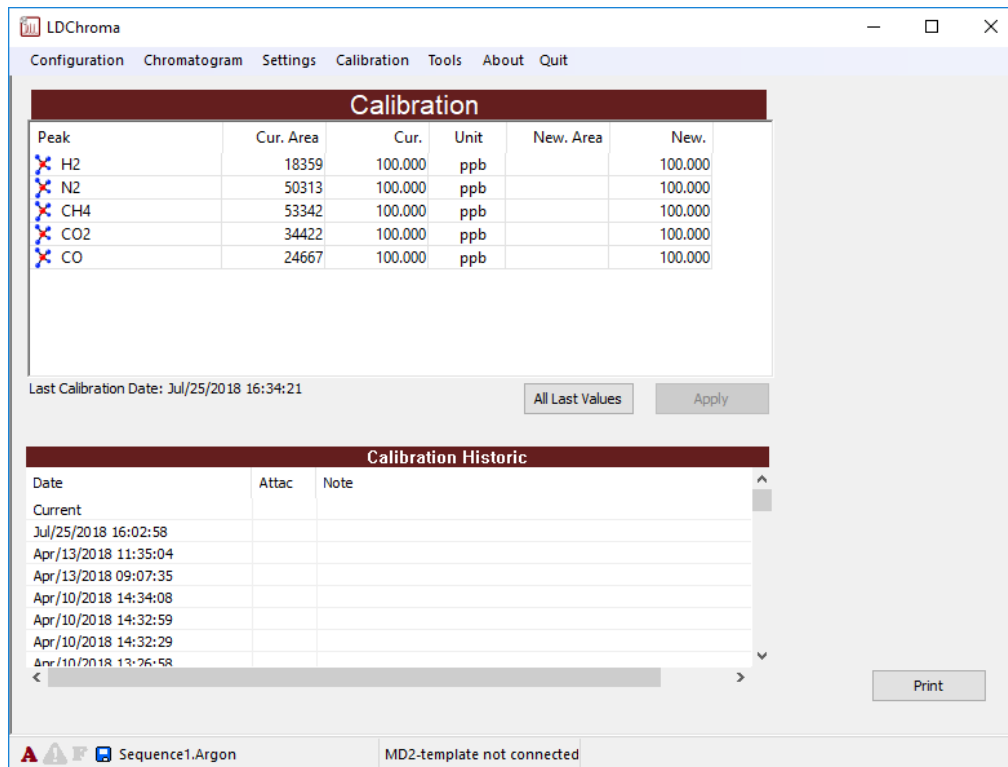 LDChroma
Configuration Chromatogram Settings Calibration Tools About Quit
Calibration
Peak Cur. Area Cur. Unit New. Area New.
H2 18359 100.000 ppb 100.000
N2 50313 100.000 ppb 100.000
CH4 53342 100.000 ppb 100.000
CO2 34422 100.000 ppb 100.000
CO 24667 100.000 ppb 100.000
Last Calibration Date: Jul/25/2018 16:34:21
All Last Values Apply
Calibration Historic
Date Attac Note
Current
Jul/25/2018 16:02:58
Apr/13/2018 11:35:04
Apr/13/2018 09:07:35
Apr/10/2018 14:34:08
Apr/10/2018 14:32:59
Apr/10/2018 14:32:29
Apr/10/2018 13:26:58
Print
A F Sequence1.Argon MD2-template not connected